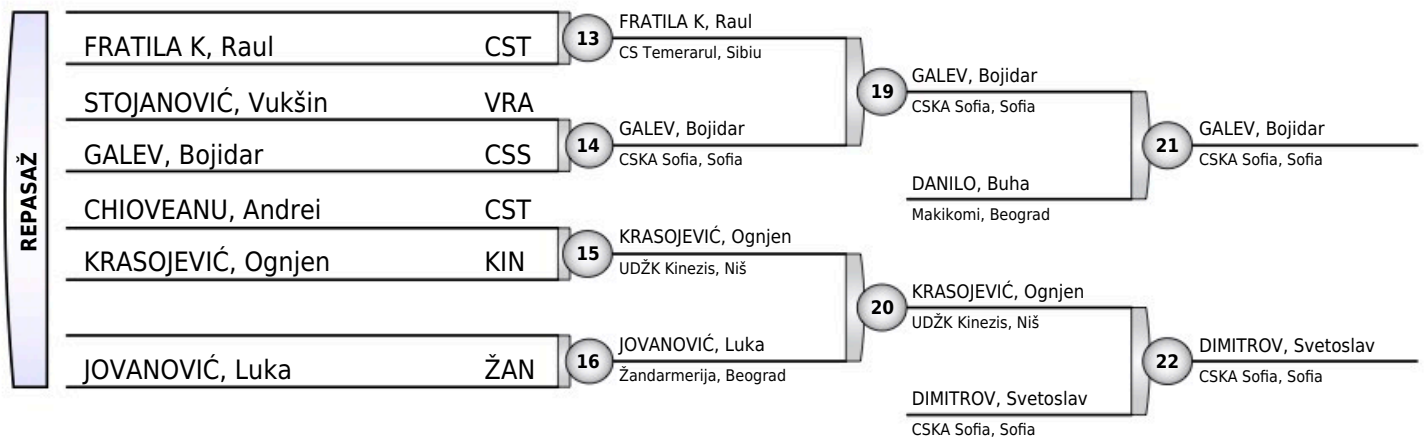 REPASAŽ
FRATILA K, Raul CST
STOJANOVIĆ, Vukšin VRA
GALEV, Bojidar CSS
CHIOVEANU, Andrei CST
KRASOJEVIĆ, Ognjen KIN
JOVANOVIĆ, Luka ŽAN
13
FRATILA K, Raul
CS Temerarul, Sibiu
14
GALEV, Bojidar
CSKA Sofia, Sofia
15
KRASOJEVIĆ, Ognjen
UDŽK Kinezis, Niš
16
JOVANOVIĆ, Luka
Žandarmerija, Beograd
19
GALEV, Bojidar
CSKA Sofia, Sofia
DANILO, Buha
Makikomi, Beograd
20
KRASOJEVIĆ, Ognjen
UDŽK Kinezis, Niš
DIMITROV, Svetoslav
CSKA Sofia, Sofia
21
GALEV, Bojidar
CSKA Sofia, Sofia
22
DIMITROV, Svetoslav
CSKA Sofia, Sofia